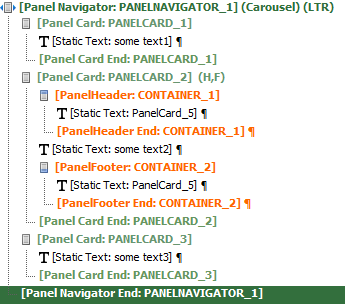 [Panel Navigator: PANELNAVIGATOR_1] (Carousel) (LTR)
[Panel Card: PANELCARD_1]
T [Static Text: some text1] ¶
[Panel Card End: PANELCARD_1]
[Panel Card: PANELCARD_2] (H,F)
[PanelHeader: CONTAINER_1]
T [Static Text: PanelCard_5] ¶
[PanelHeader End: CONTAINER_1] ¶
T [Static Text: some text2] ¶
[PanelFooter: CONTAINER_2]
T [Static Text: PanelCard_5] ¶
[PanelFooter End: CONTAINER_2] ¶
[Panel Card End: PANELCARD_2]
[Panel Card: PANELCARD_3]
T [Static Text: some text3] ¶
[Panel Card End: PANELCARD_3]
[Panel Navigator End: PANELNAVIGATOR_1]